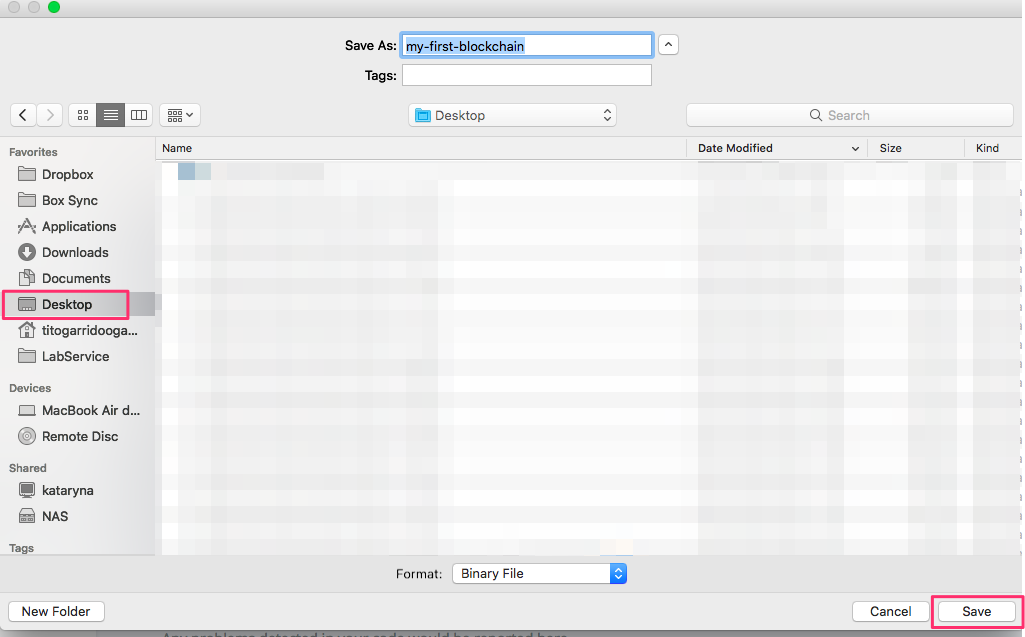 Save As: my-first-blockchain
Tags:
Desktop
Search
Favorites
Dropbox
Box Sync
Applications
Downloads
Documents
Desktop
titogarridooga...
LabService
Devices
MacBook Air d...
Remote Disc
Shared
kataryna
NAS
Tags
Name Date Modified Size Kind
Format: Binary File
New Folder Cancel Save
Any problems detected in your code would be reported here